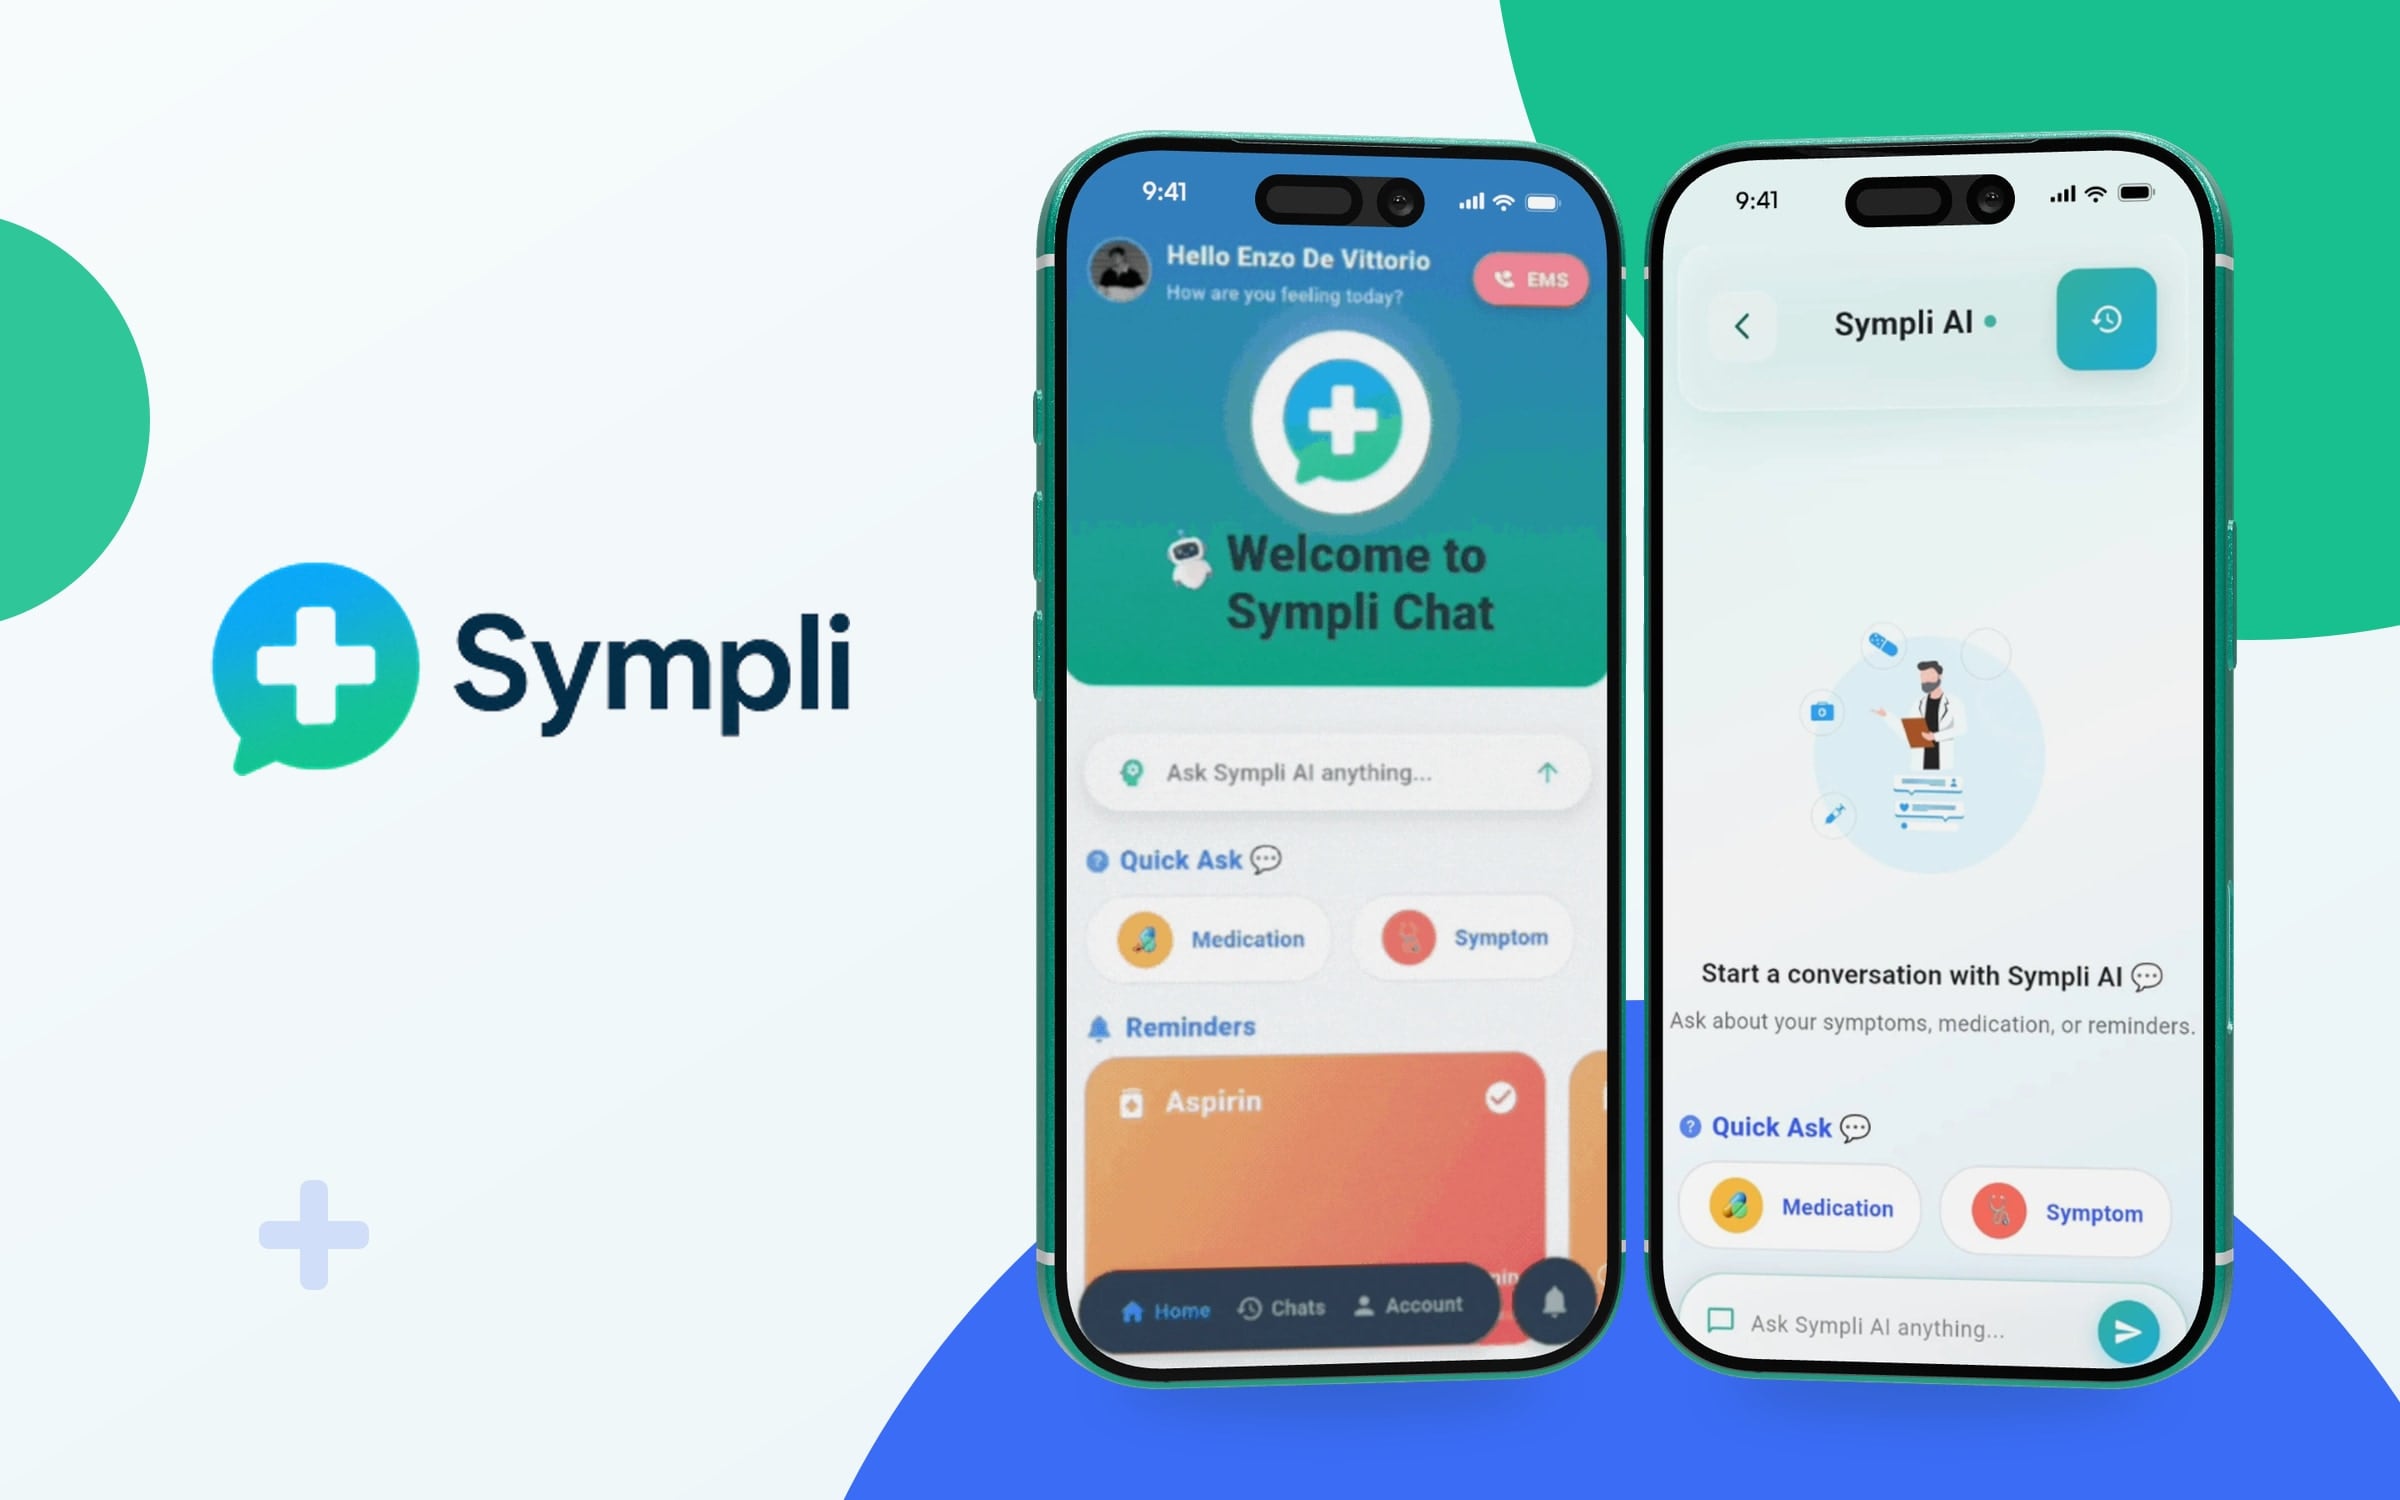 Sympli
9:41
Hello Enzo De Vittorio
How are you feeling today?
EMS
Welcome to
Sympli Chat
Ask Sympli AI anything...
Quick Ask
Medication
Symptom
Reminders
Aspirin
Home
Chats
Account
9:41
Sympli AI
Start a conversation with Sympli AI
Ask about your symptoms, medication, or reminders.
Quick Ask
Medication
Symptom
Ask Sympli AI anything...